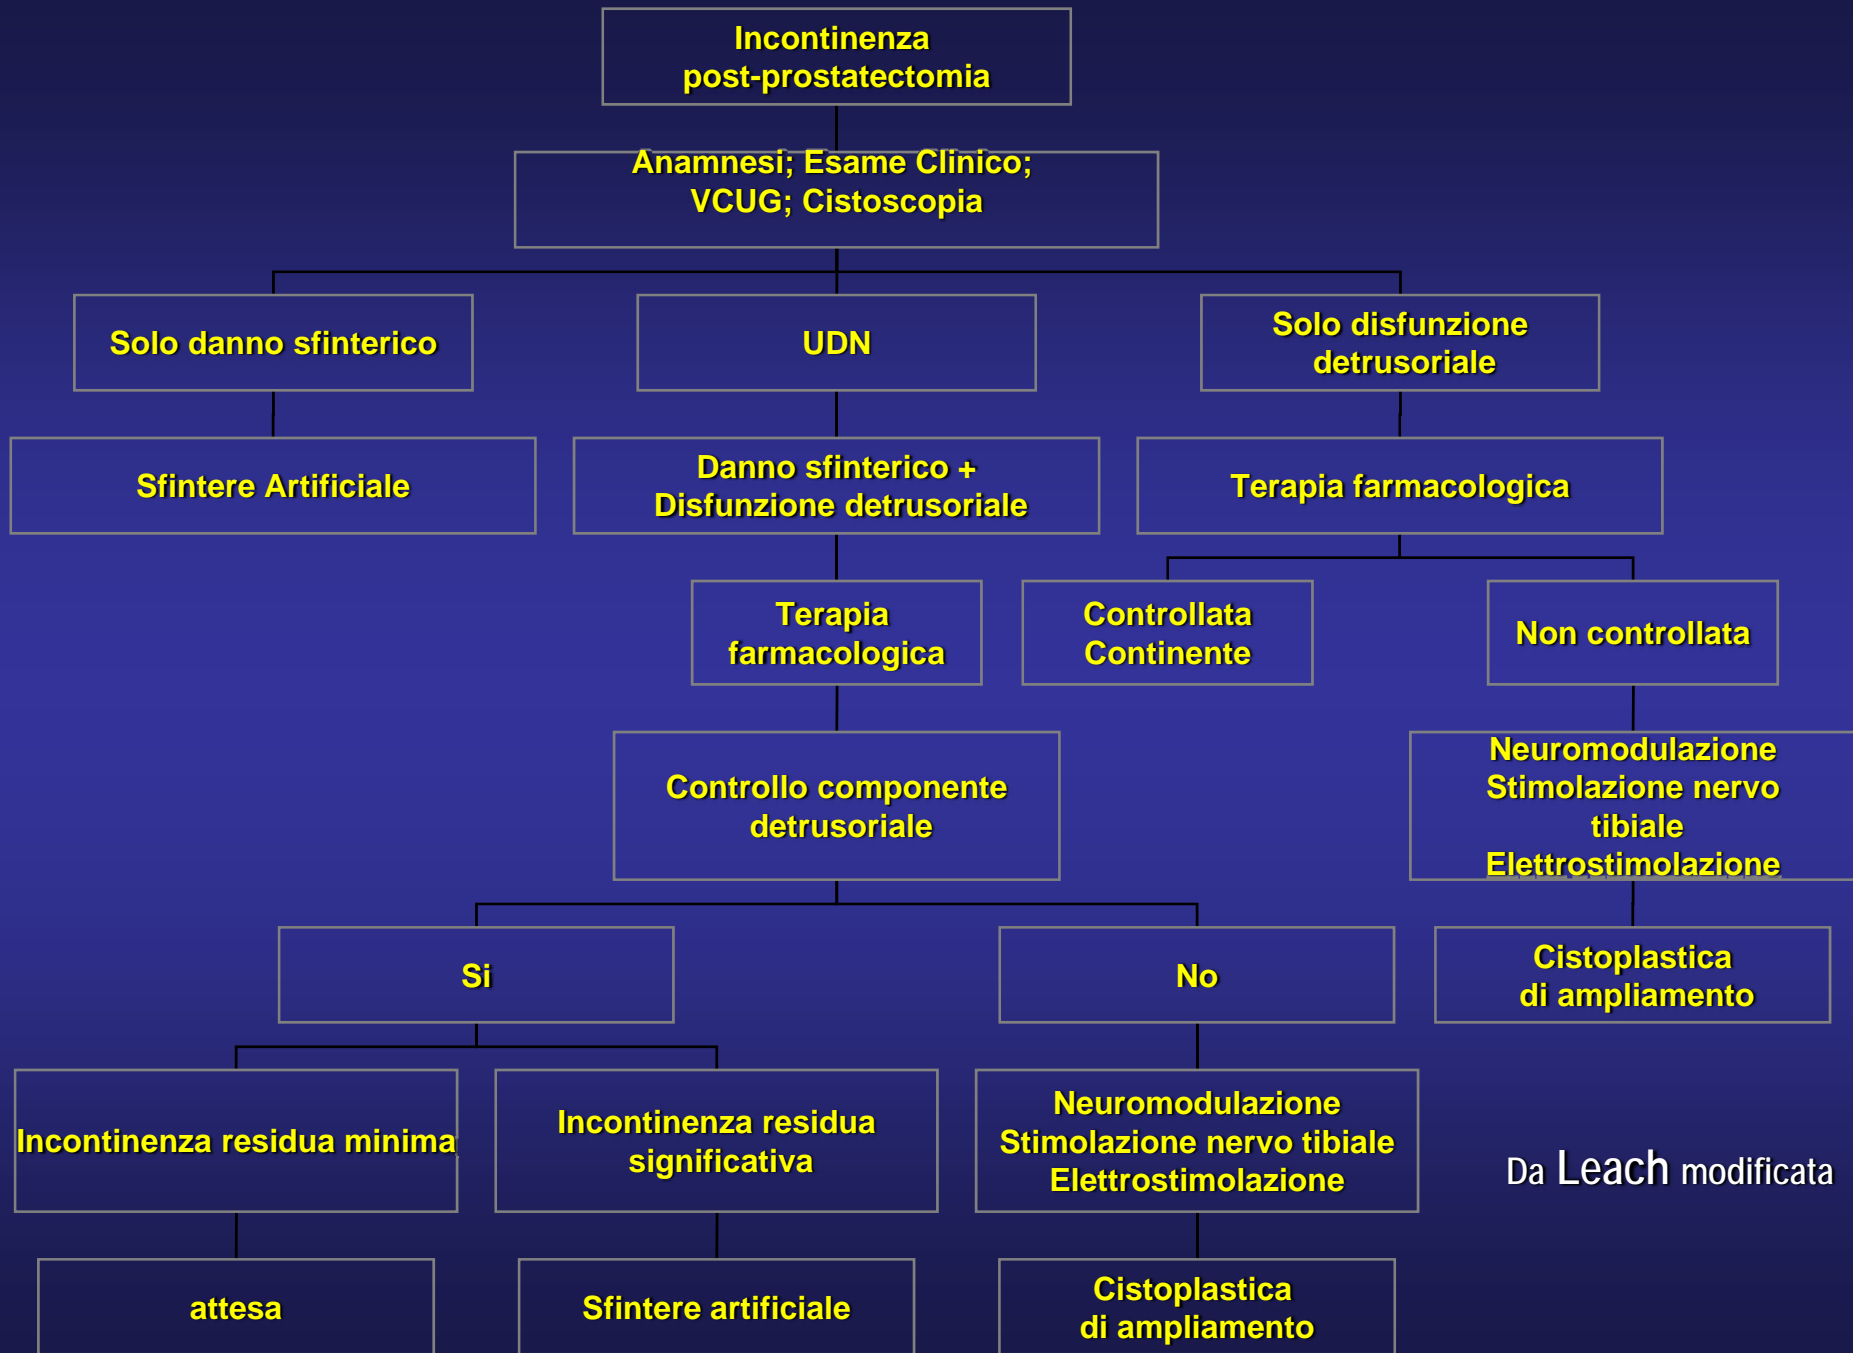 Incontinenza
post-prostatectomia
Anamnesi; Esame Clinico;
VCUG; Cistoscopia
Solo danno sfinterico
UDN
Solo disfunzione
detrusoriale
Sfintere Artificiale
Danno sfinterico +
Disfunzione detrusoriale
Terapia farmacologica
Terapia
farmacologica
Controllata
Continente
Non controllata
Controllo componente
detrusoriale
Neuromodulazione
Stimolazione nervo
tibiale
Elettrostimolazione
Si
No
Cistoplastica
di ampliamento
Incontinenza residua minima
Incontinenza residua
significativa
Neuromodulazione
Stimolazione nervo tibiale
Elettrostimolazione
Da Leach modificata
attesa
Sfintere artificiale
Cistoplastica
di ampliamento